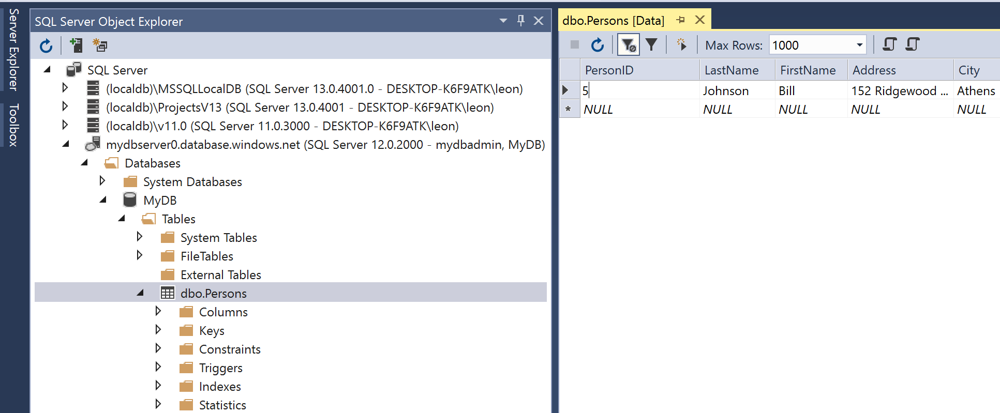 Server Explorer
Toolbox
SQL Server Object Explorer
SQL Server
(localdb)\MSSQLLocalDB (SQL Server 13.0.4001.0 - DESKTOP-K6F9ATK\leon)
(localdb)\ProjectsV13 (SQL Server 13.0.4001 - DESKTOP-K6F9ATK\leon)
(localdb)\v11.0 (SQL Server 11.0.3000 - DESKTOP-K6F9ATK\leon)
mydbserver0.database.windows.net (SQL Server 12.0.2000 - mydbadmin, MyDB)
Databases
System Databases
MyDB
Tables
System Tables
FileTables
External Tables
dbo.Persons
Columns
Keys
Constraints
Triggers
Indexes
Statistics
dbo.Persons [Data]
Max Rows: 1000
PersonID LastName FirstName Address City
5 Johnson Bill 152 Ridgewood ... Athens
* NULL NULL NULL NULL NULL